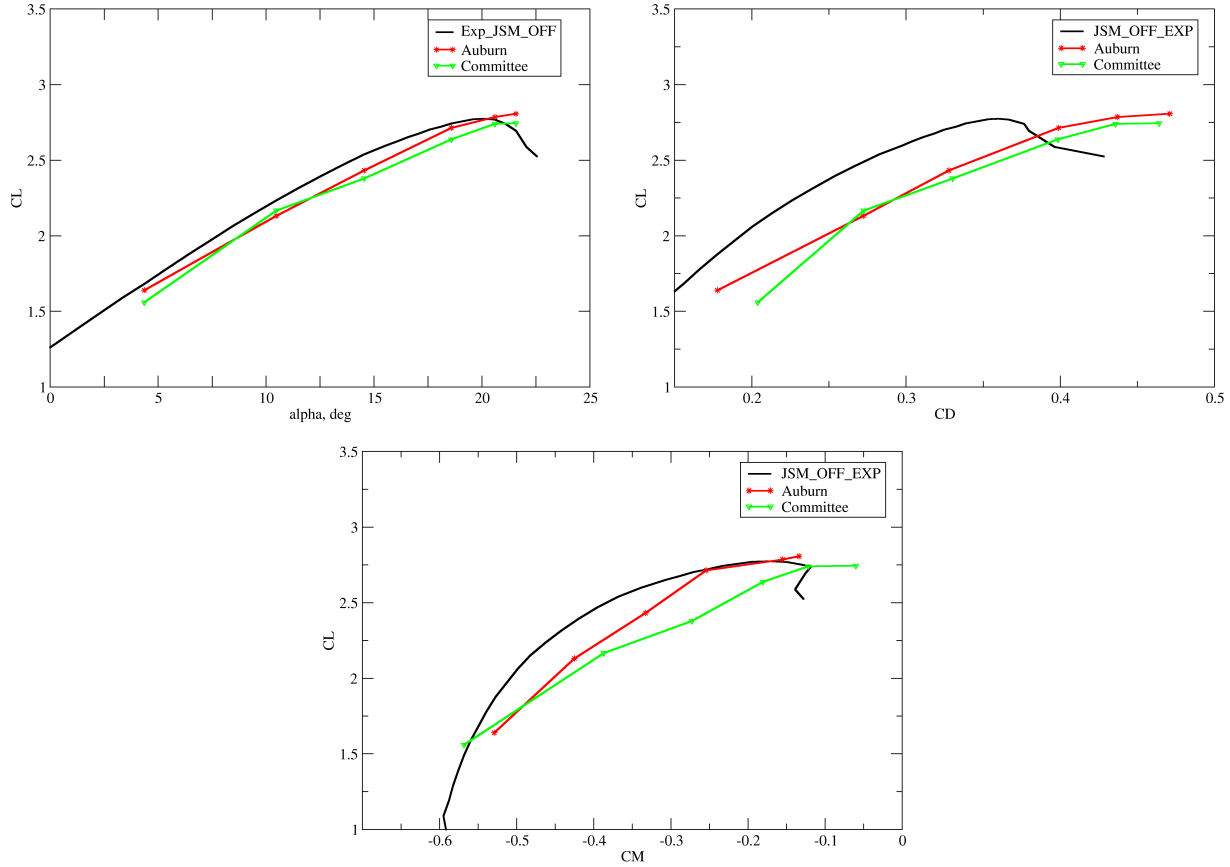 3.5
3
2.5
2
1.5
1
CL
0
5
10
15
20
25
alpha, deg
Exp_JSM_OFF
Auburn
Committee
3.5
3
2.5
2
1.5
1
CL
0.2
0.3
0.4
0.5
CD
JSM_OFF_EXP
Auburn
Committee
3.5
3
2.5
2
1.5
1
CL
-0.6
-0.5
-0.4
-0.3
-0.2
-0.1
0
CM
JSM_OFF_EXP
Auburn
Committee